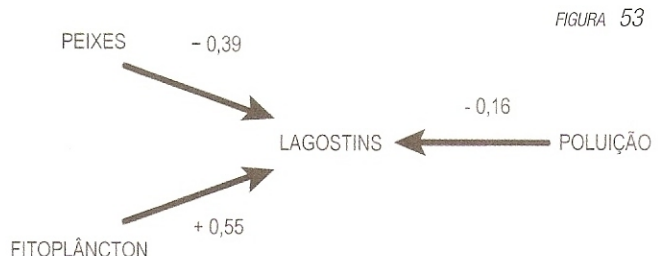 FIGURA 53
PEIXES
− 0,39
- 0,16
LAGOSTINS
POLUIÇÃO
+ 0,55
FITOPLÂNCTON